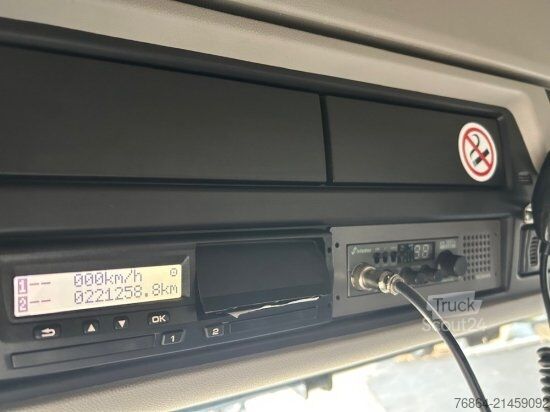 1 -- 000km/h
2 -- 0221258.8km
OK
1
2
Truck
Scout24
76864-21459092